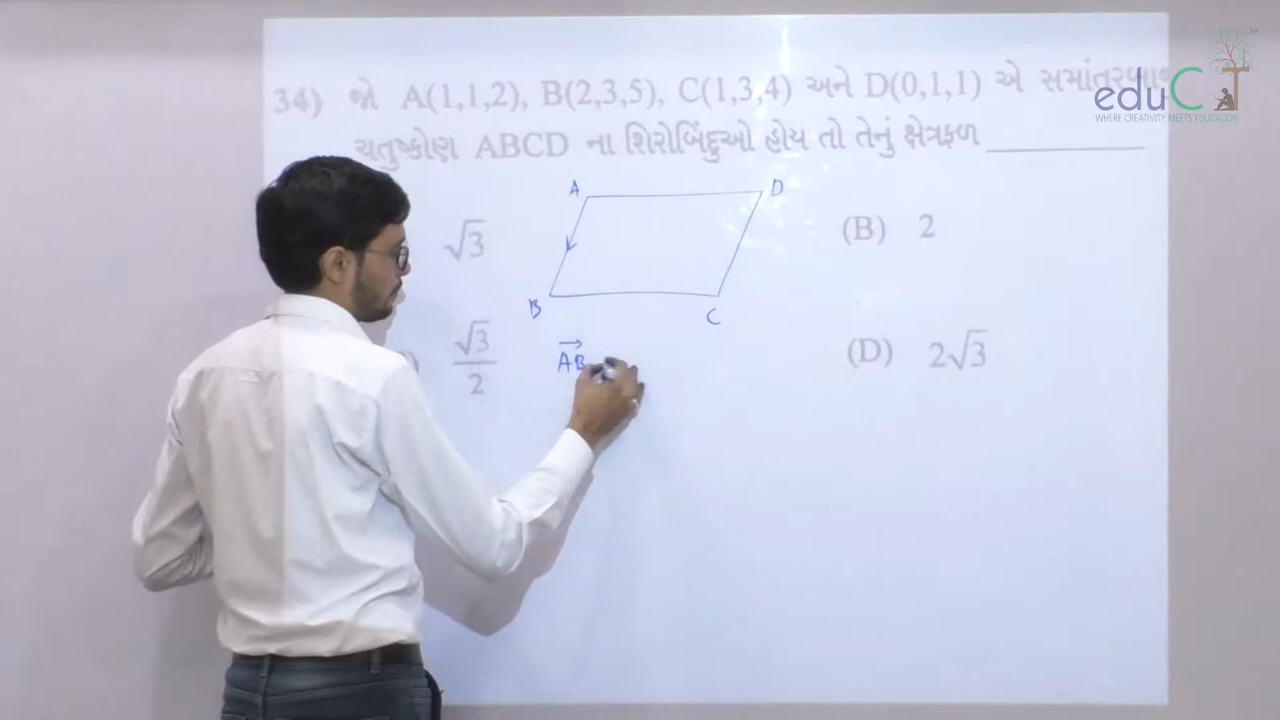 34) જો A(1,1,2), B(2,3,5), C(1,3,4) અને D(0,1,1) એ
ચતુષ્કોણ ABCD ના શિરોબિંદુઓ હોય તો તેનું ક્ષેત્રફળ ___________
eduCT
WHERE CREATIVITY MEETS EDUCATION
A D
√3 (B) 2
B C
√3/2 (D) 2√3
AB